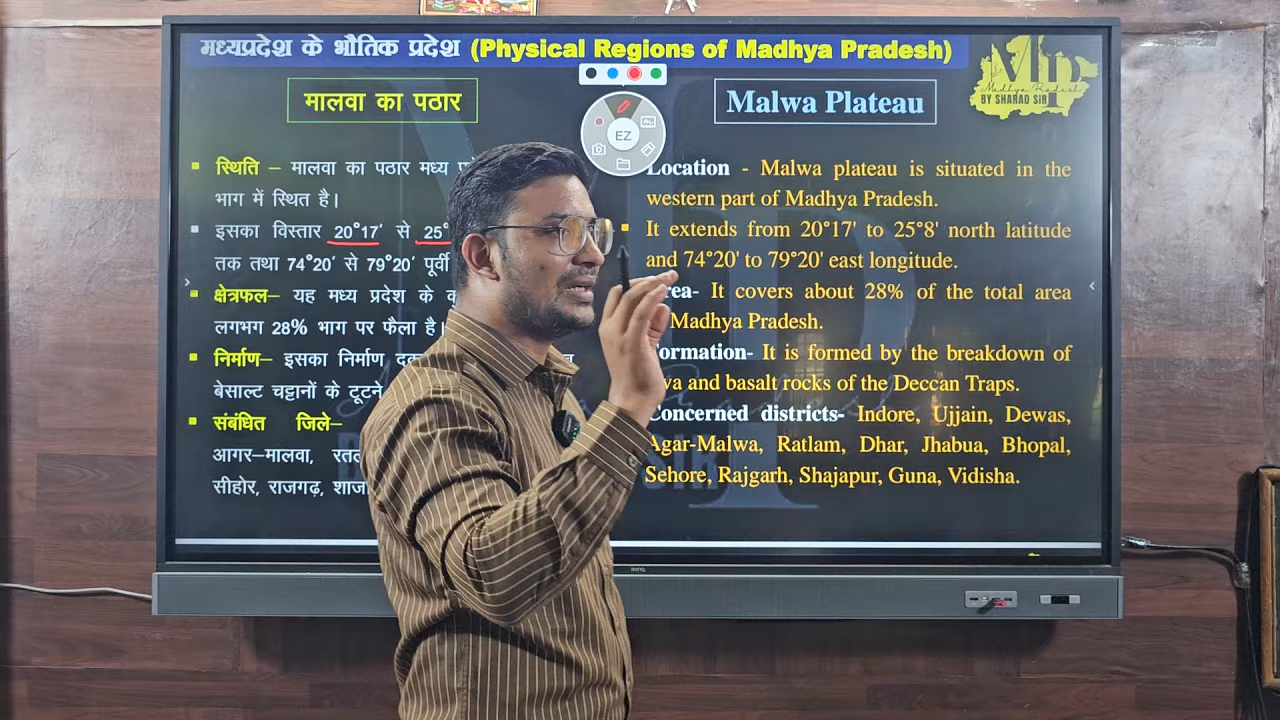 मध्यप्रदेश के भौतिक प्रदेश (Physical Regions of Madhya Pradesh)
मालवा का पठार
▪ स्थिति – मालवा का पठार मध्य
भाग में स्थित है।
▪ इसका विस्तार 20°17′ से 25°
तक तथा 74°20′ से 79°20′ पूर्वी
▪ क्षेत्रफल– यह मध्य प्रदेश के
लगभग 28% भाग पर फैला है।
▪ निर्माण– इसका निर्माण
बेसाल्ट चट्टानों के टूटने
▪ संबंधित जिले–
आगर–मालवा,
सीहोर, राजगढ़,
EZ
Malwa Plateau
Location - Malwa plateau is situated in the
western part of Madhya Pradesh.
▪ It extends from 20°17' to 25°8' north latitude
and 74°20' to 79°20' east longitude.
It covers about 28% of the total area
Madhya Pradesh.
It is formed by the breakdown of
and basalt rocks of the Deccan Traps.
Concerned districts- Indore, Ujjain, Dewas,
Agar-Malwa, Ratlam, Dhar, Jhabua, Bhopal,
Sehore, Rajgarh, Shajapur, Guna, Vidisha.
MP
Madhya Pradesh
BY SHARAD SIR
BenQ